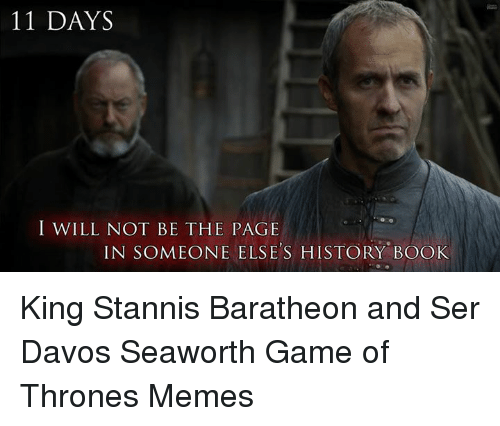 11 DAYS
I WILL NOT BE THE PAGE
IN SOMEONE ELSE'S HISTORY BOOK
King Stannis Baratheon and Ser
Davos Seaworth Game of
Thrones Memes